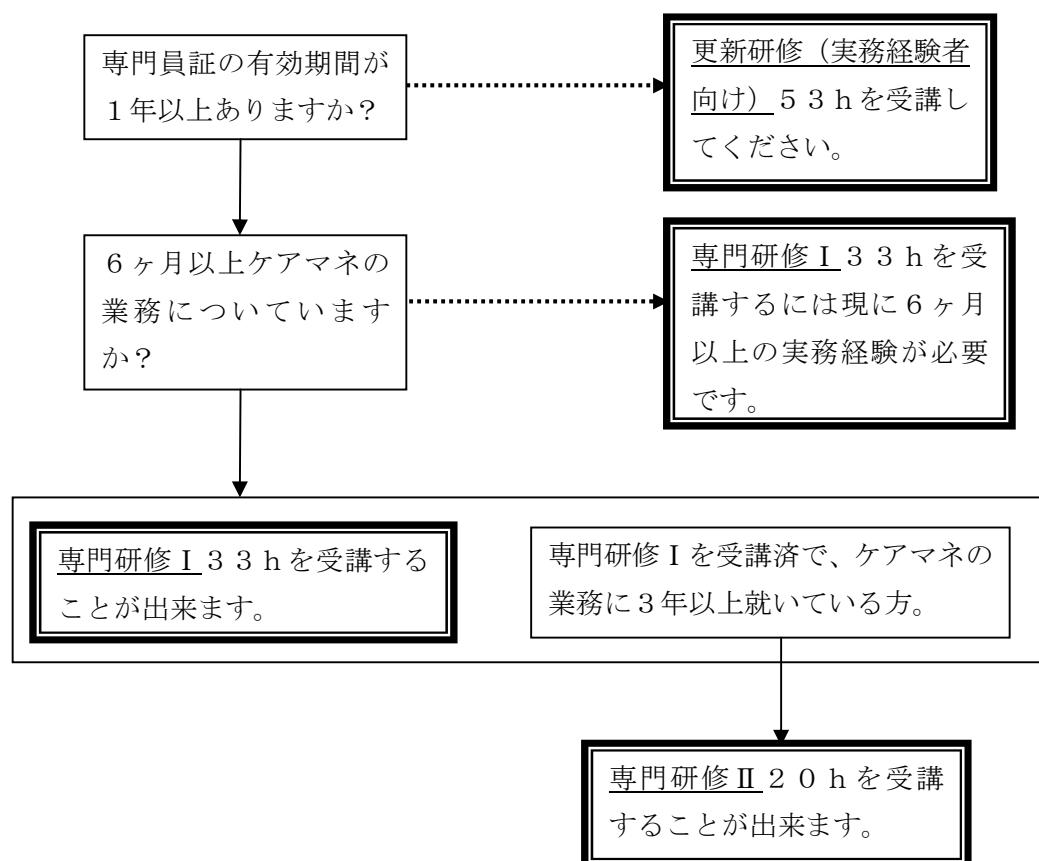 専門員証の有効期間が
１年以上ありますか？
更新研修（実務経験者
向け）５３ｈを受講し
てください。
６ヶ月以上ケアマネの
業務についています
か？
専門研修Ⅰ３３ｈを受
講するには現に６ヶ月
以上の実務経験が必要
です。
専門研修Ⅰ３３ｈを受講する
ことが出来ます。
専門研修Ⅰを受講済で、ケアマネの
業務に３年以上就いている方。
専門研修Ⅱ２０ｈを受講
することが出来ます。